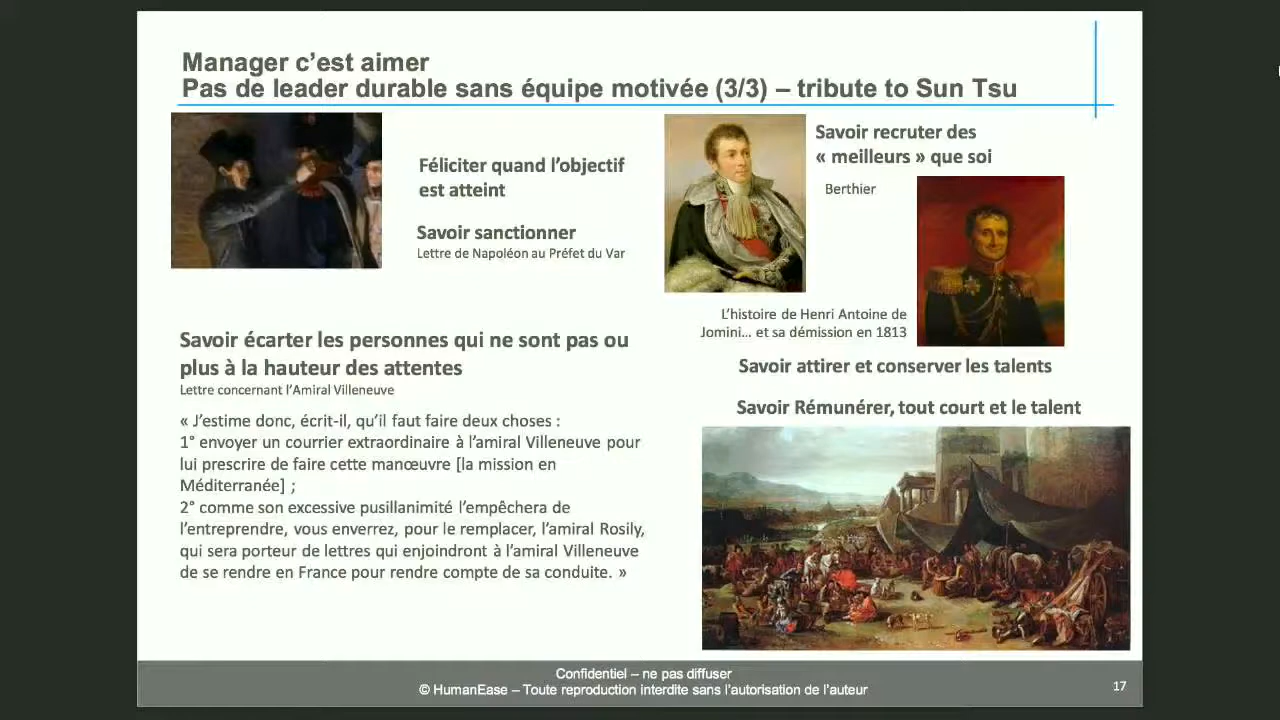 Manager c’est aimer
Pas de leader durable sans équipe motivée (3/3) – tribute to Sun Tsu
Féliciter quand l’objectif
est atteint
Savoir sanctionner
Lettre de Napoléon au Préfet du Var
Savoir écarter les personnes qui ne sont pas ou
plus à la hauteur des attentes
Lettre concernant l’Amiral Villeneuve
« J’estime donc, écrit-il, qu’il faut faire deux choses :
1° envoyer un courrier extraordinaire à l’amiral Villeneuve pour
lui prescrire de faire cette manœuvre [la mission en
Méditerranée] ;
2° comme son excessive pusillanimité l’empêchera de
l’entreprendre, vous enverrez, pour le remplacer, l’amiral Rosily,
qui sera porteur de lettres qui enjoindront à l’amiral Villeneuve
de se rendre en France pour rendre compte de sa conduite. »
Savoir recruter des
« meilleurs » que soi
Berthier
L’histoire de Henri Antoine de
Jomini… et sa démission en 1813
Savoir attirer et conserver les talents
Savoir Rémunérer, tout court et le talent
Confidentiel – ne pas diffuser
© HumanEase – Toute reproduction interdite sans l’autorisation de l’auteur
17